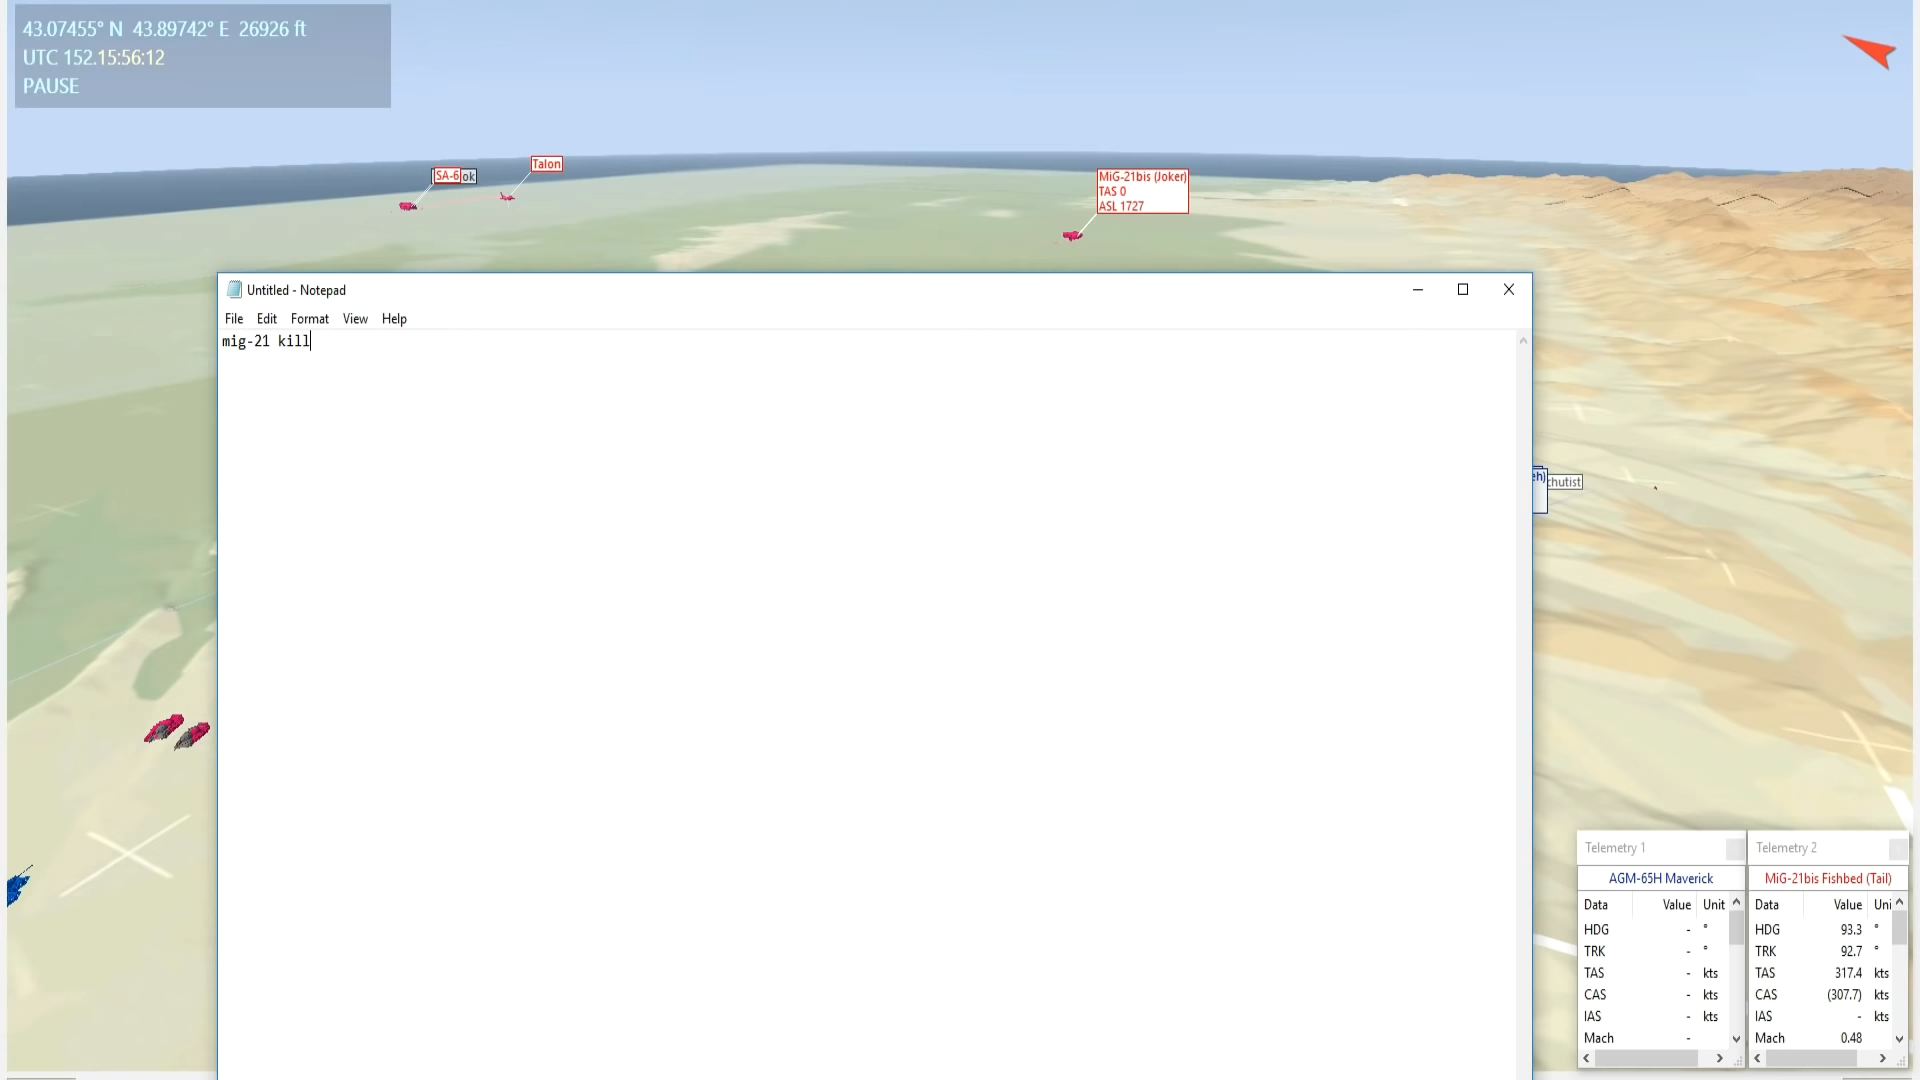 43.07455° N 43.89742° E 26926 ft
UTC 152.15:56:12
PAUSE
SA-6
ok
Talon
MiG-21bis (Joker)
TAS 0
ASL 1727
Untitled - Notepad
File Edit Format View Help
mig-21 kill
eh)
chutist
Telemetry 1
AGM-65H Maverick
Data Value Unit
HDG - °
TRK - °
TAS - kts
CAS - kts
IAS - kts
Mach -
Telemetry 2
MiG-21bis Fishbed (Tail)
Data Value Uni
HDG 93.3 °
TRK 92.7 °
TAS 317.4 kts
CAS (307.7) kts
IAS - kts
Mach 0.48